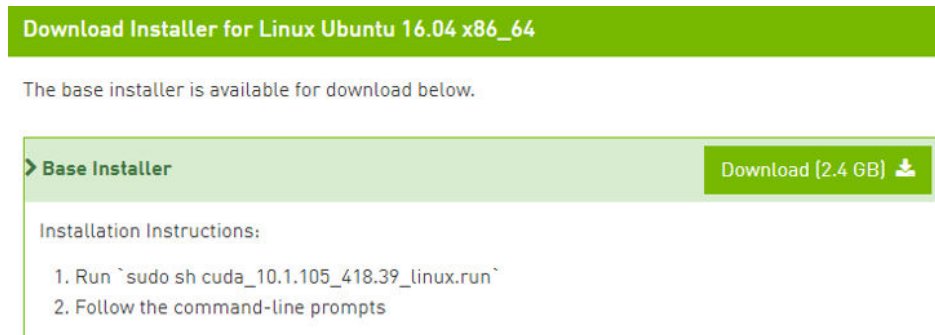 Download Installer for Linux Ubuntu 16.04 x86_64
The base installer is available for download below.
Base Installer
Download (2.4 GB)
Installation Instructions:
1. Run `sudo sh cuda_10.1.105_418.39_linux.run`
2. Follow the command-line prompts